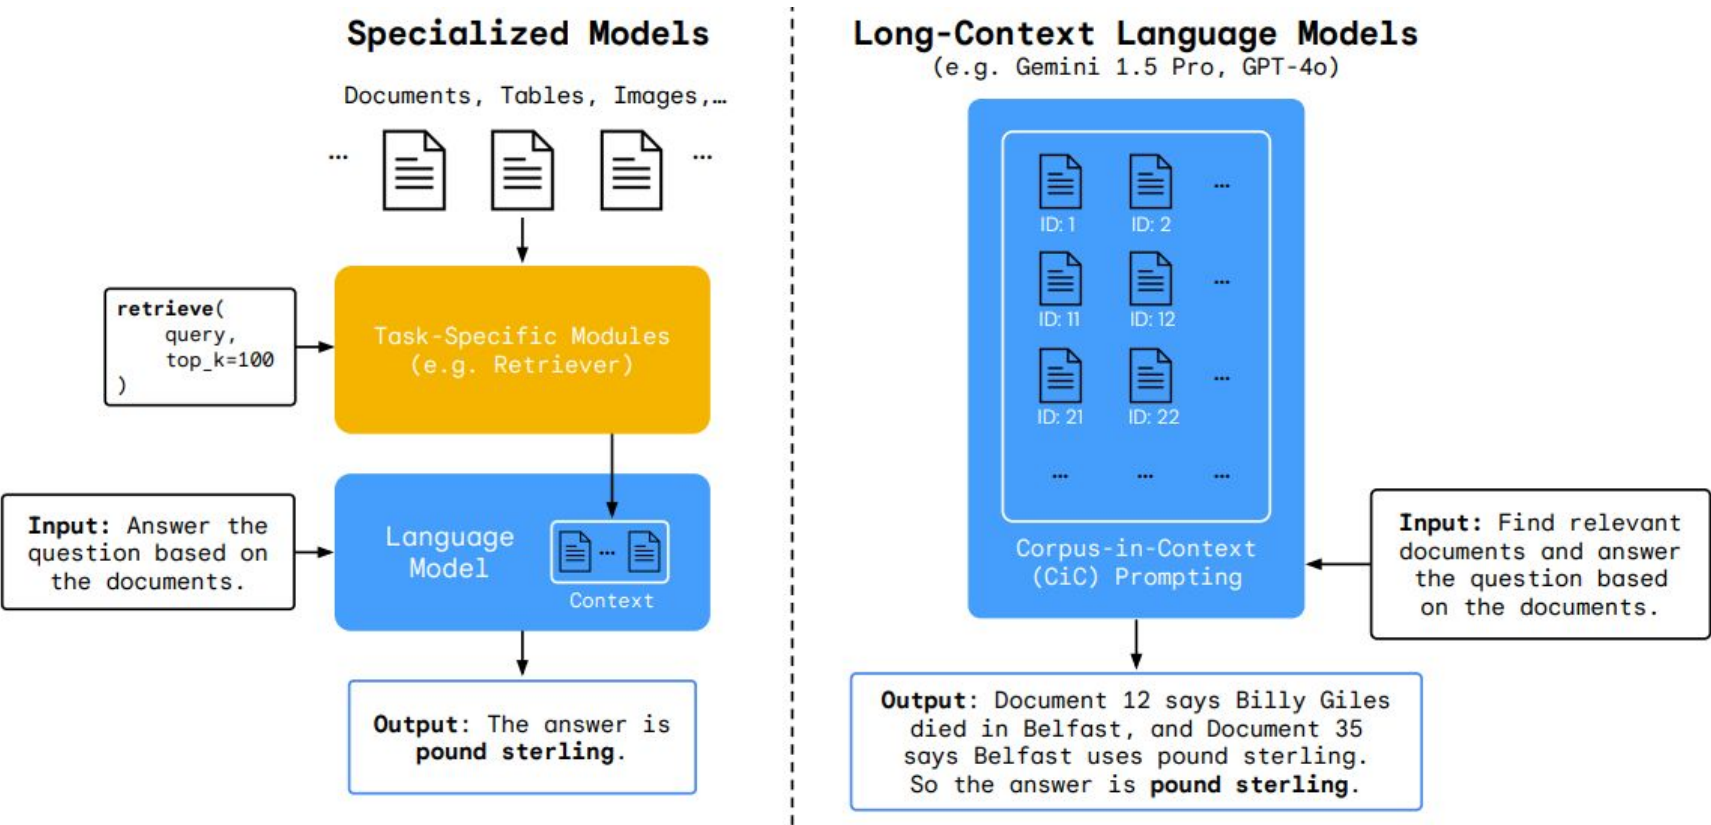 Specialized Models
Documents, Tables, Images,…
...
...
retrieve(
query,
top_k=100
)
Task-Specific Modules
(e.g. Retriever)
Input: Answer the
question based on
the documents.
Language
Model
...
Context
Output: The answer is
pound sterling.
Long-Context Language Models
(e.g. Gemini 1.5 Pro, GPT-4o)
...
ID: 1 ID: 2
...
ID: 11 ID: 12
...
ID: 21 ID: 22
... ... ...
Corpus-in-Context
(CiC) Prompting
Input: Find relevant
documents and answer
the question based
on the documents.
Output: Document 12 says Billy Giles
died in Belfast, and Document 35
says Belfast uses pound sterling.
So the answer is pound sterling.